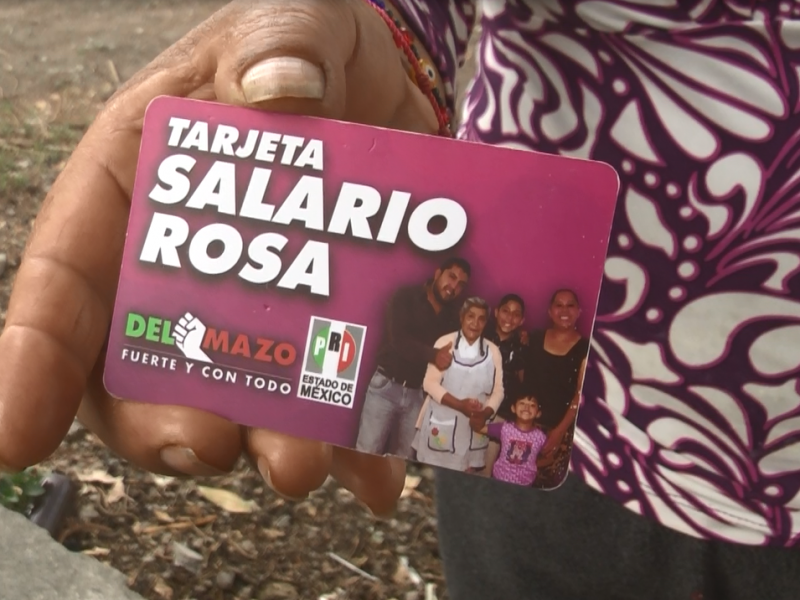 TARJETA
SALARIO
ROSA
DEL MAZO
FUERTE Y CON TODO
PRI
ESTADO DE
MÉXICO